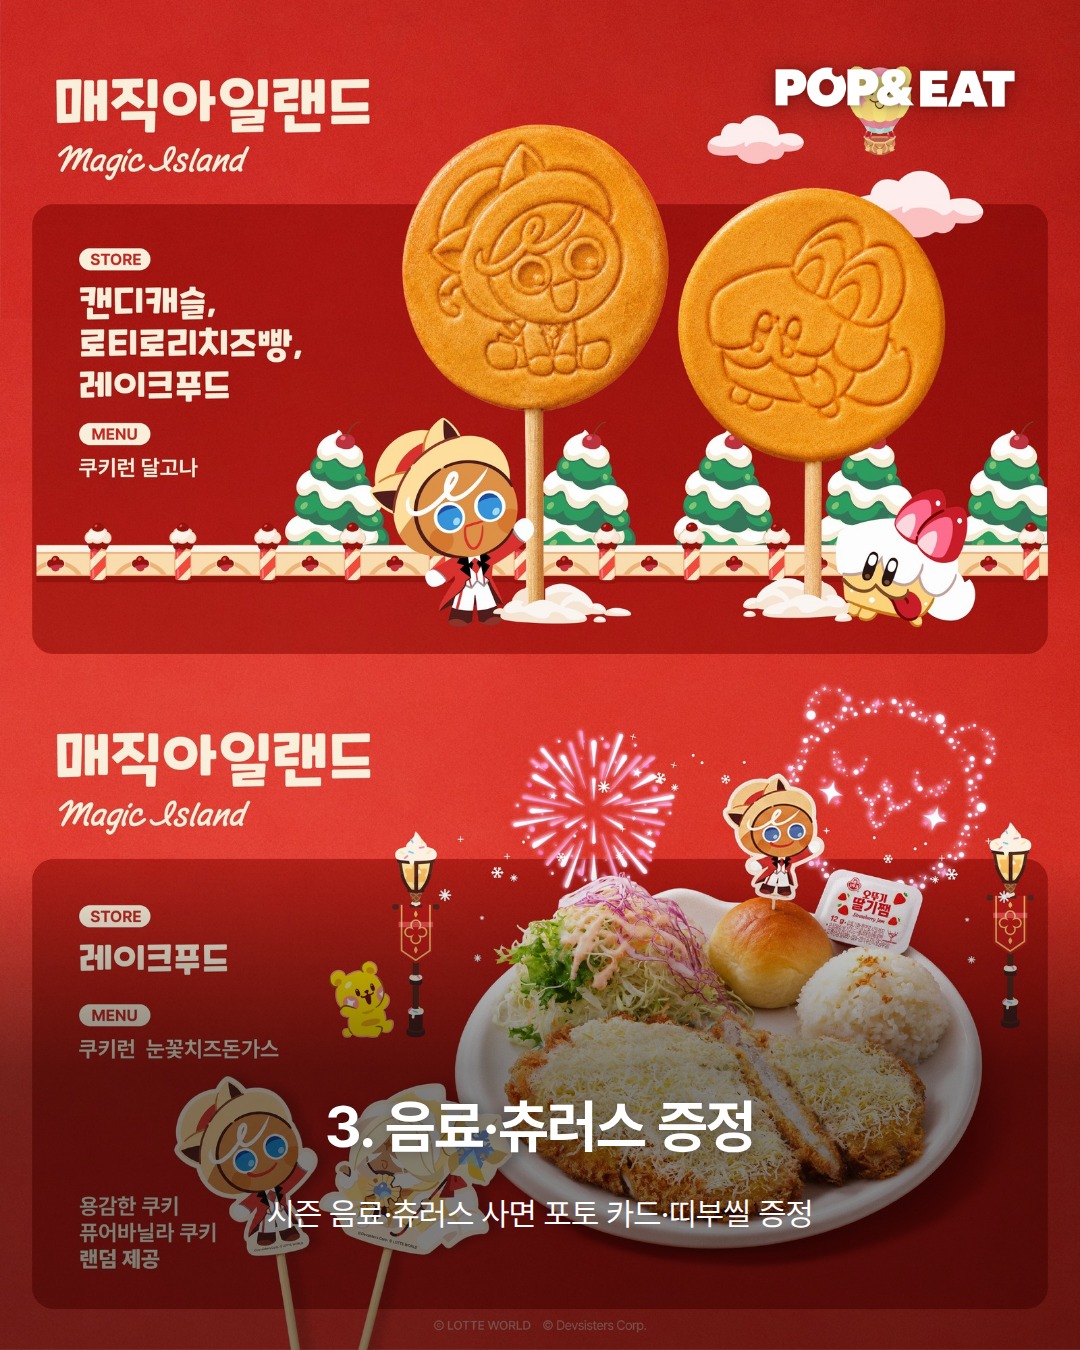 매직아일랜드
Magic Island
POP& EAT
STORE
캔디캐슬,
로티로리치즈빵,
레이크푸드
MENU
쿠키런 달고나
매직아일랜드
Magic Island
STORE
레이크푸드
MENU
쿠키런 눈꽃치즈돈가스
오뚜기
딸기쨈
Strawberry Jam
12 g
3. 음료·츄러스 증정
시즌 음료·츄러스 사면 포토 카드·띠부씰 증정
용감한 쿠키
퓨어바닐라 쿠키
랜덤 제공
© LOTTE WORLD © Devsisters Corp.